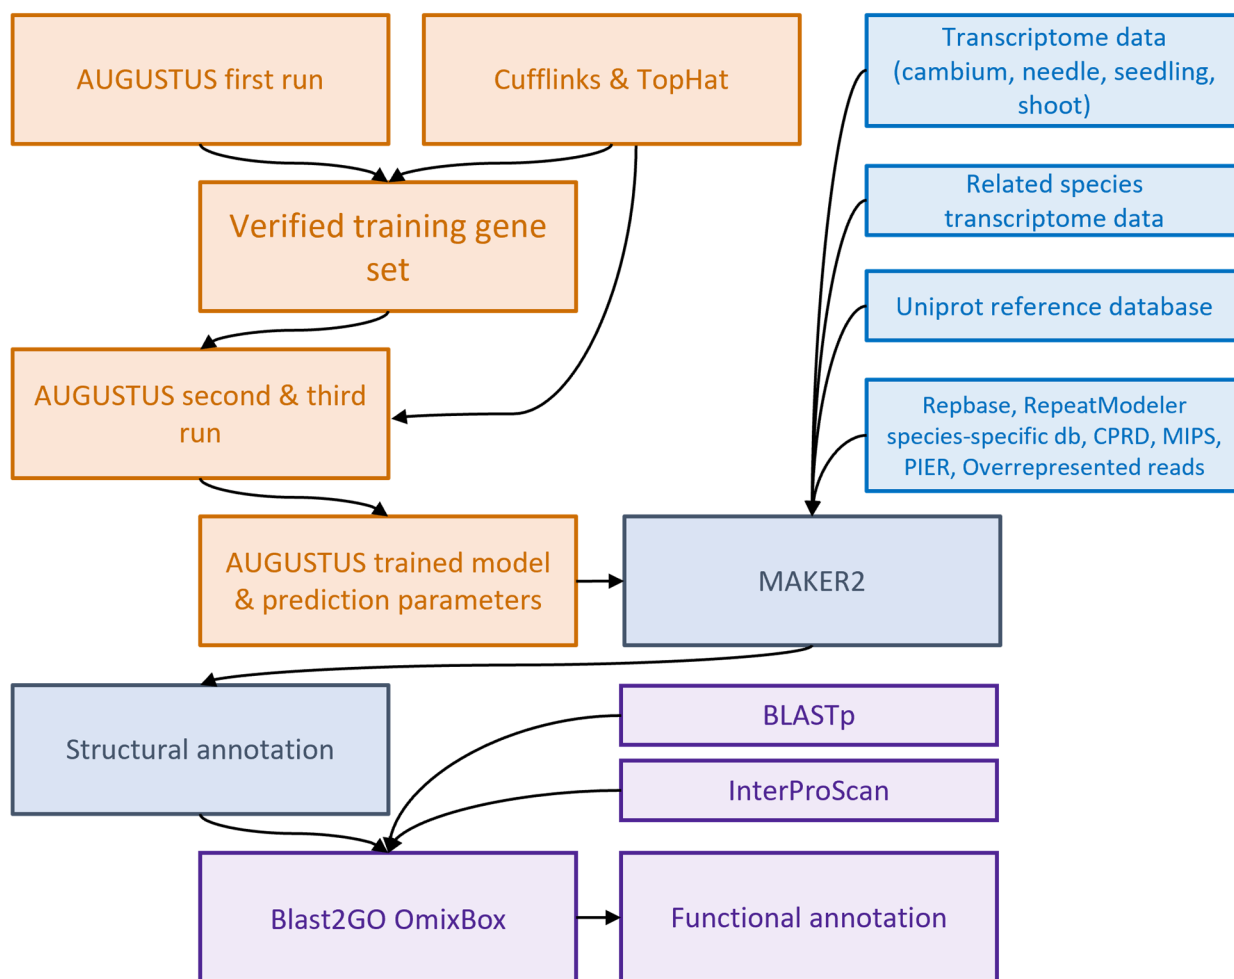 AUGUSTUS first run
Cufflinks & TopHat
Transcriptome data
(cambium, needle, seedling,
shoot)
Verified training gene
set
Related species
transcriptome data
Uniprot reference database
AUGUSTUS second & third
run
Repbase, RepeatModeler
species-specific db, CPRD, MIPS,
PIER, Overrepresented reads
AUGUSTUS trained model
& prediction parameters
MAKER2
Structural annotation
BLASTp
InterProScan
Blast2GO OmixBox
Functional annotation